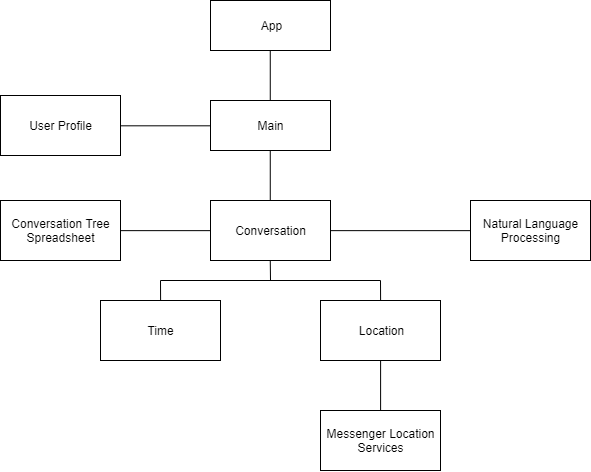 App
User Profile
Main
Conversation Tree
Spreadsheet
Conversation
Natural Language
Processing
Time
Location
Messenger Location
Services